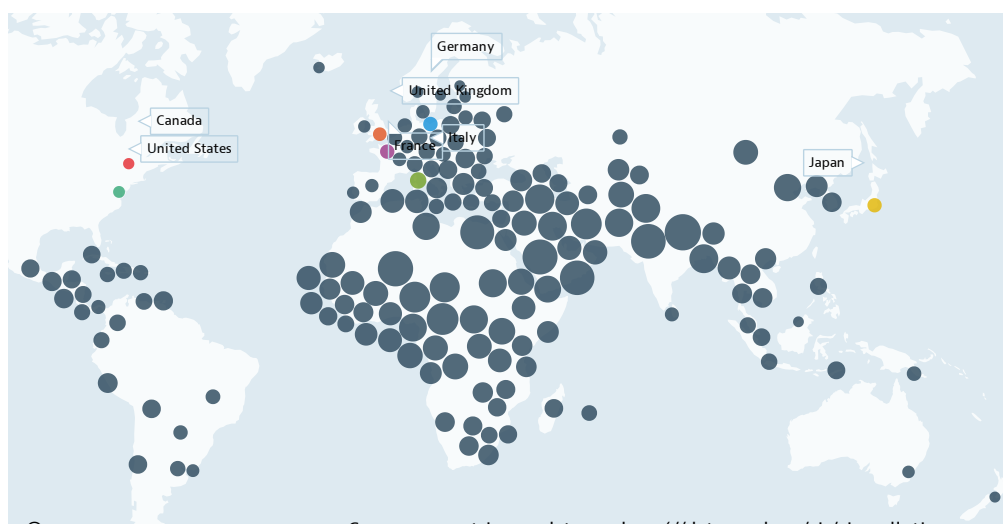 Germany
United Kingdom
Canada
United States
France
Italy
Japan